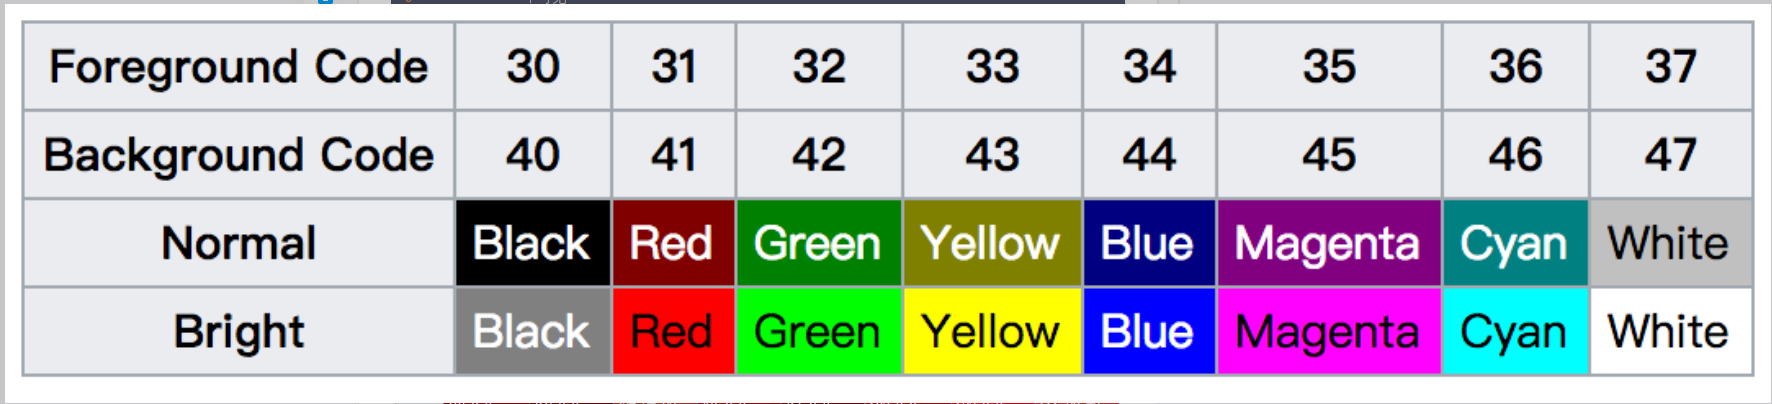 Foreground Code 30 31 32 33 34 35 36 37
Background Code 40 41 42 43 44 45 46 47
Normal Black Red Green Yellow Blue Magenta Cyan White
Bright Black Red Green Yellow Blue Magenta Cyan White